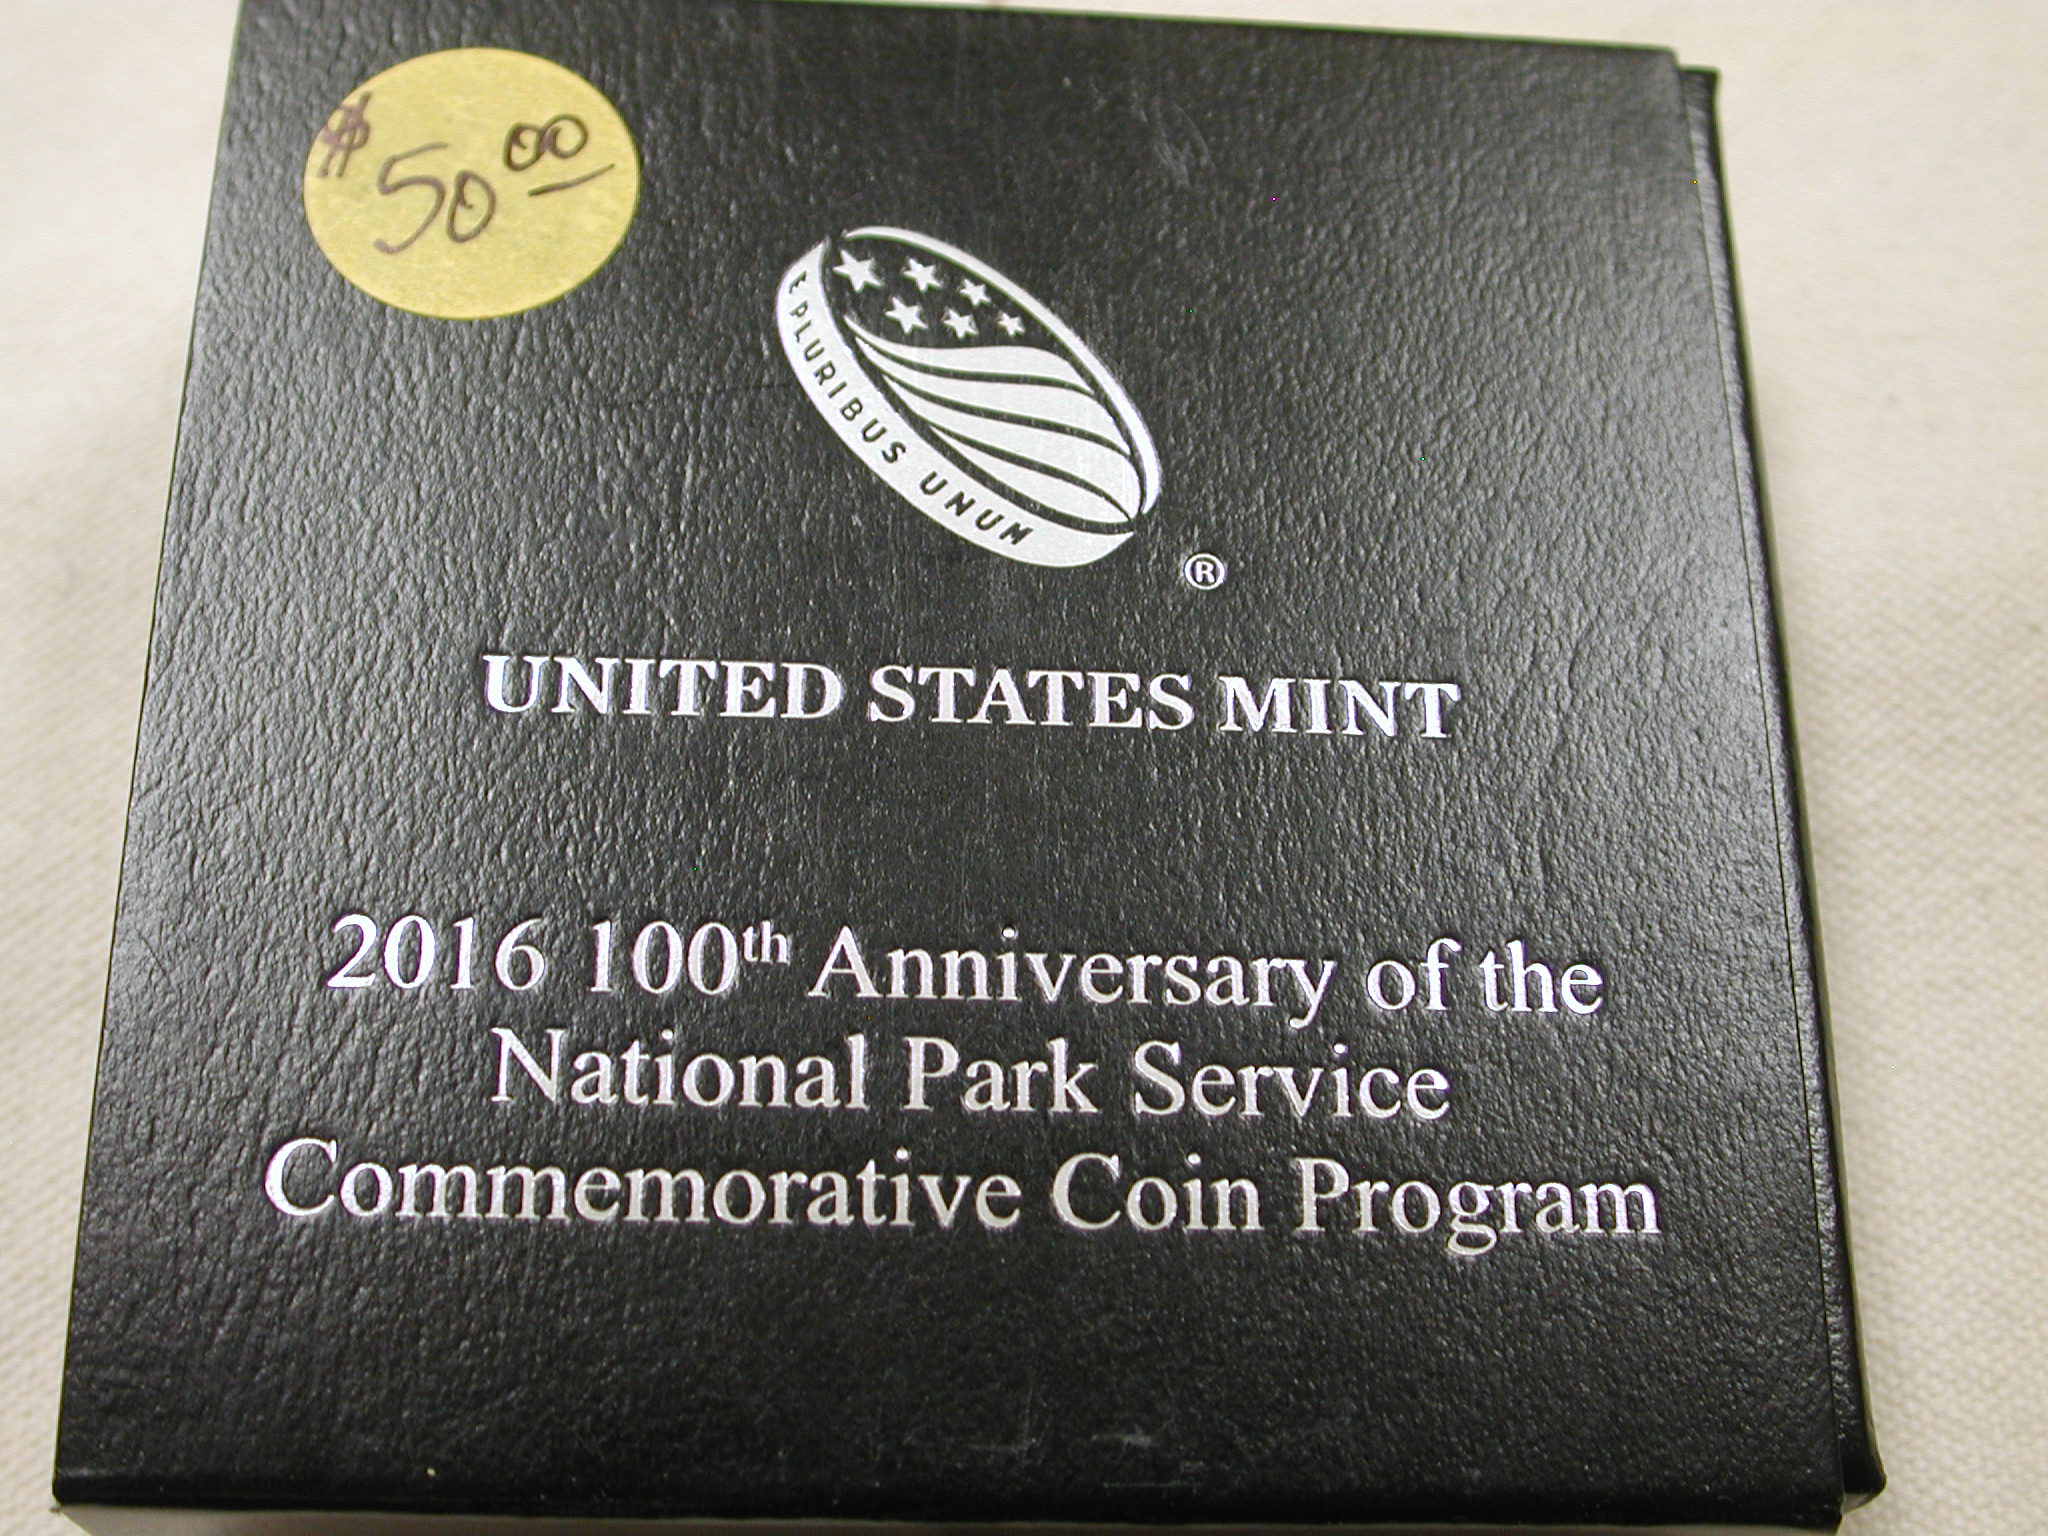 $ 50 00
E PLURIBUS UNUM
®
UNITED STATES MINT
2016 100th Anniversary of the
National Park Service
Commemorative Coin Program